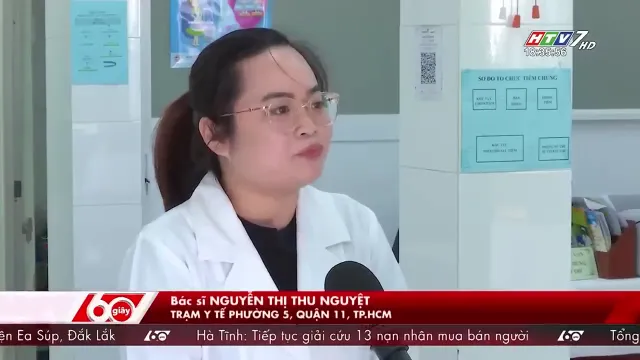 HTV7 HD
18:35:56
SƠ ĐỒ TỔ CHỨC TIÊM CHỦNG
60 giây
Bác sĩ NGUYỄN THỊ THU NGUYỆT
TRẠM Y TẾ PHƯỜNG 5, QUẬN 11, TP.HCM
ện Ea Súp, Đắk Lắk 60 Hà Tĩnh: Tiếp tục giải cứu 13 nạn nhân mua bán người 60 Tổng